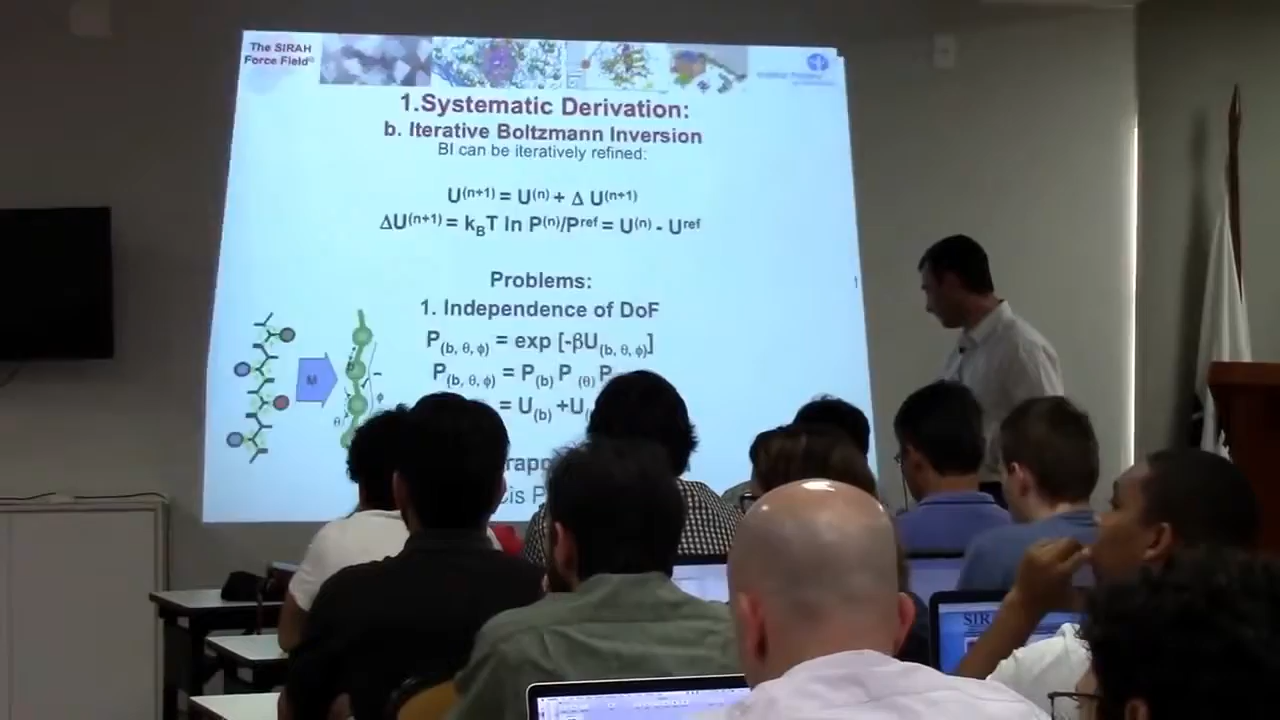 The SIRAH
Force Field®
1.Systematic Derivation:
b. Iterative Boltzmann Inversion
BI can be iteratively refined:
U(n+1) = U(n) + Δ U(n+1)
ΔU(n+1) = kBT ln P(n)/Pref = U(n) - Uref
Problems:
1. Independence of DoF
P(b, θ, ϕ) = exp [-βU(b, θ, ϕ)]
P(b, θ, ϕ) = P(b) P (θ) P
= U(b) +U(
M
θ
ϕ
SIR